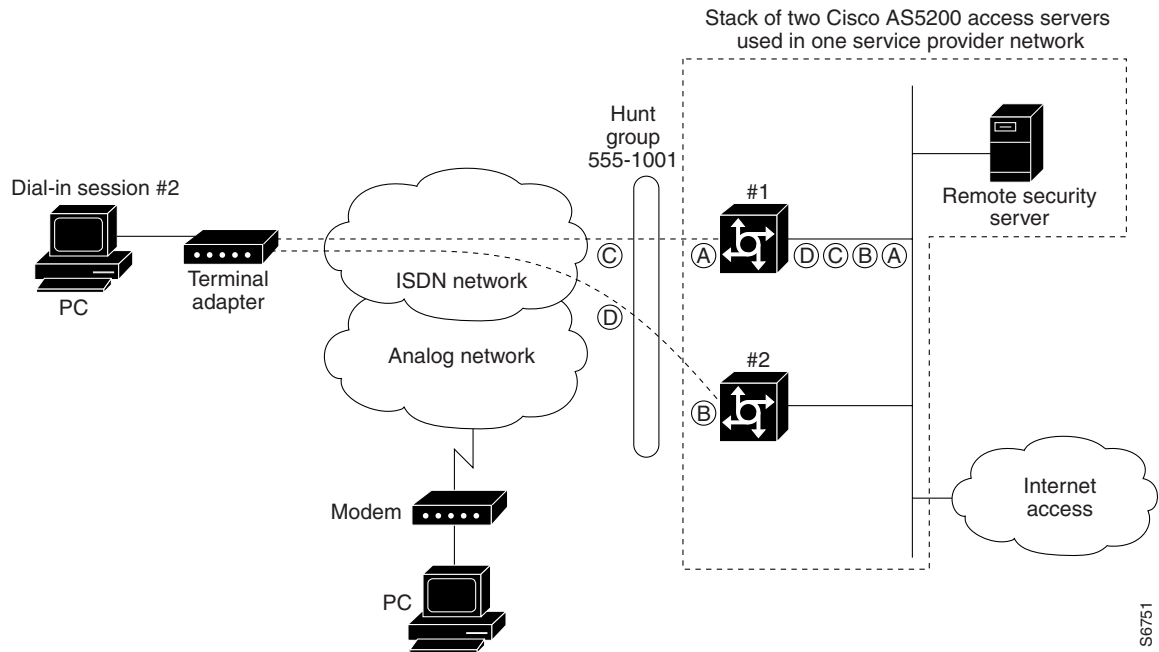 Stack of two Cisco AS5200 access servers
used in one service provider network
Hunt
group
555-1001
Dial-in session #2
PC
Terminal
adapter
ISDN network
Analog network
C
D
#1
A
D C B A
Remote security
server
#2
B
Internet
access
Modem
PC
S6751